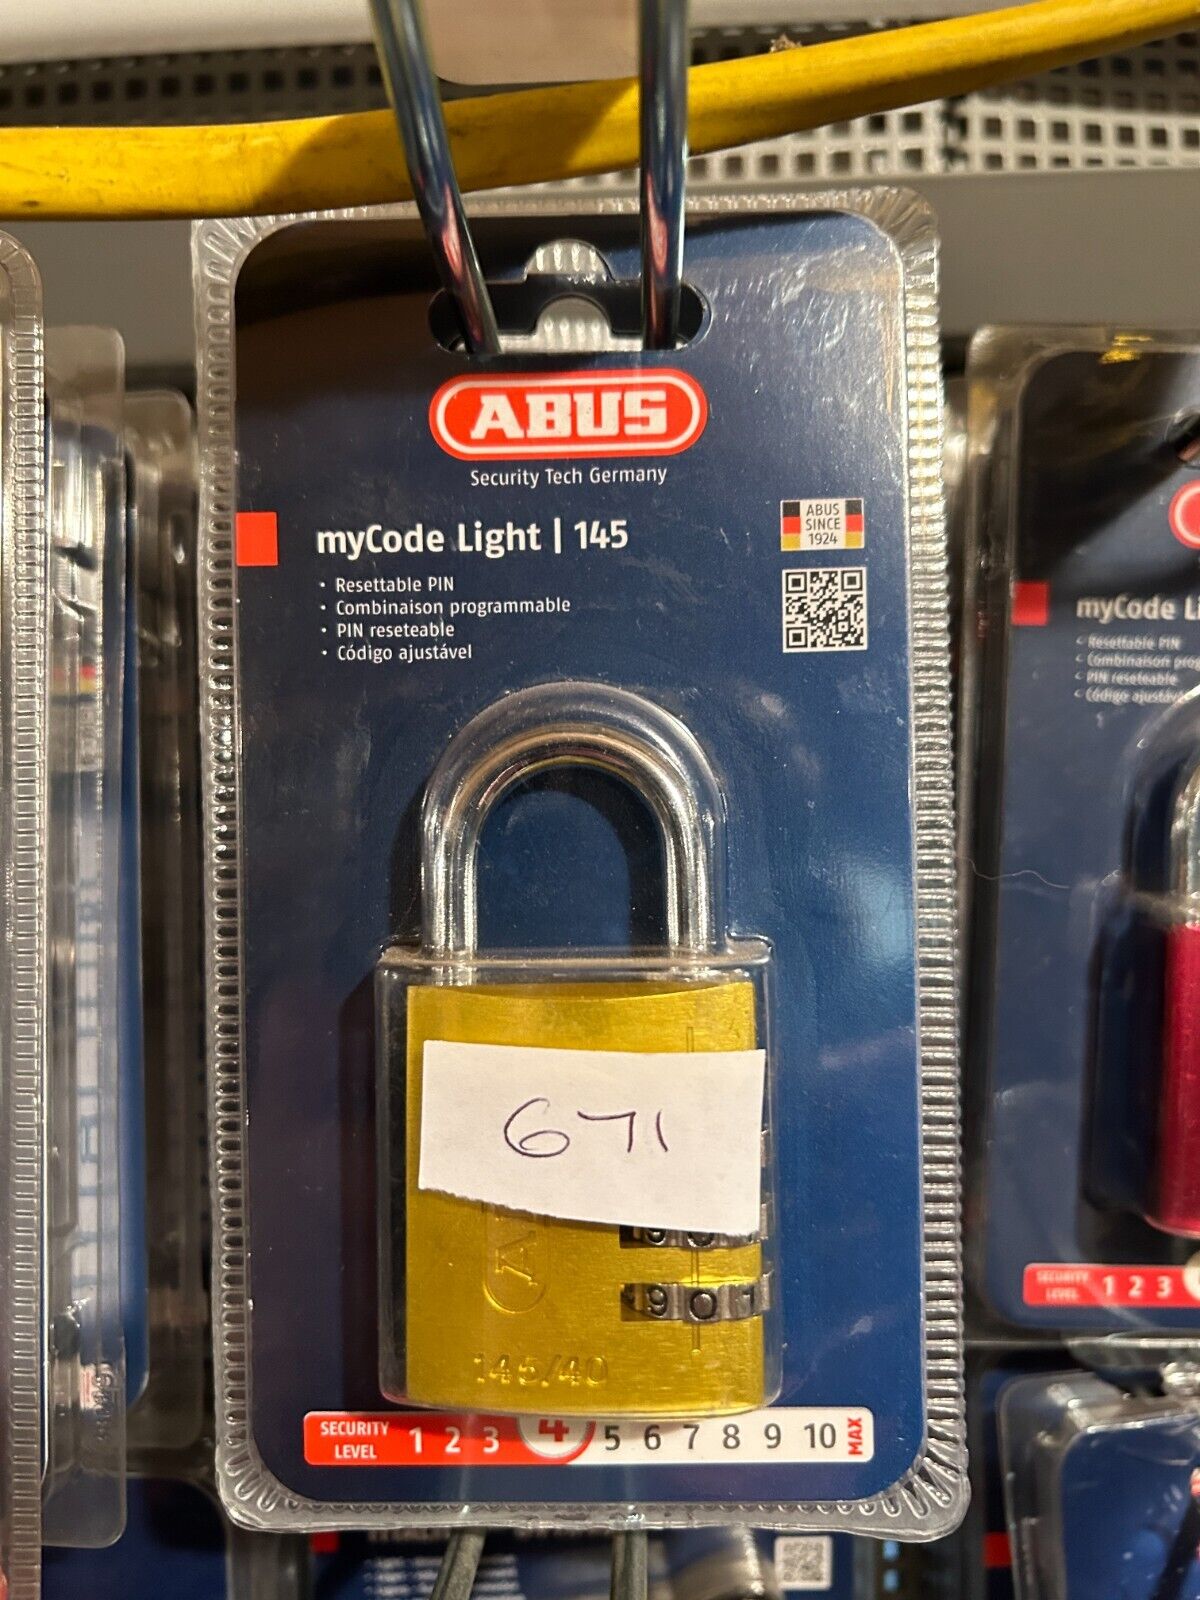 ABUS
Security Tech Germany
myCode Light | 145
ABUS
SINCE
1924
• Resettable PIN
• Combinaison programmable
• PIN reseteable
• Código ajustável
671
901
145/40
SECURITY
LEVEL
1 2 3 4 5 6 7 8 9 10 MAX
myCode L
• Resettable PIN
• Combinaison prog
• PIN reseteable
• Código ajustáve
SECURITY
LEVEL
1 2 3